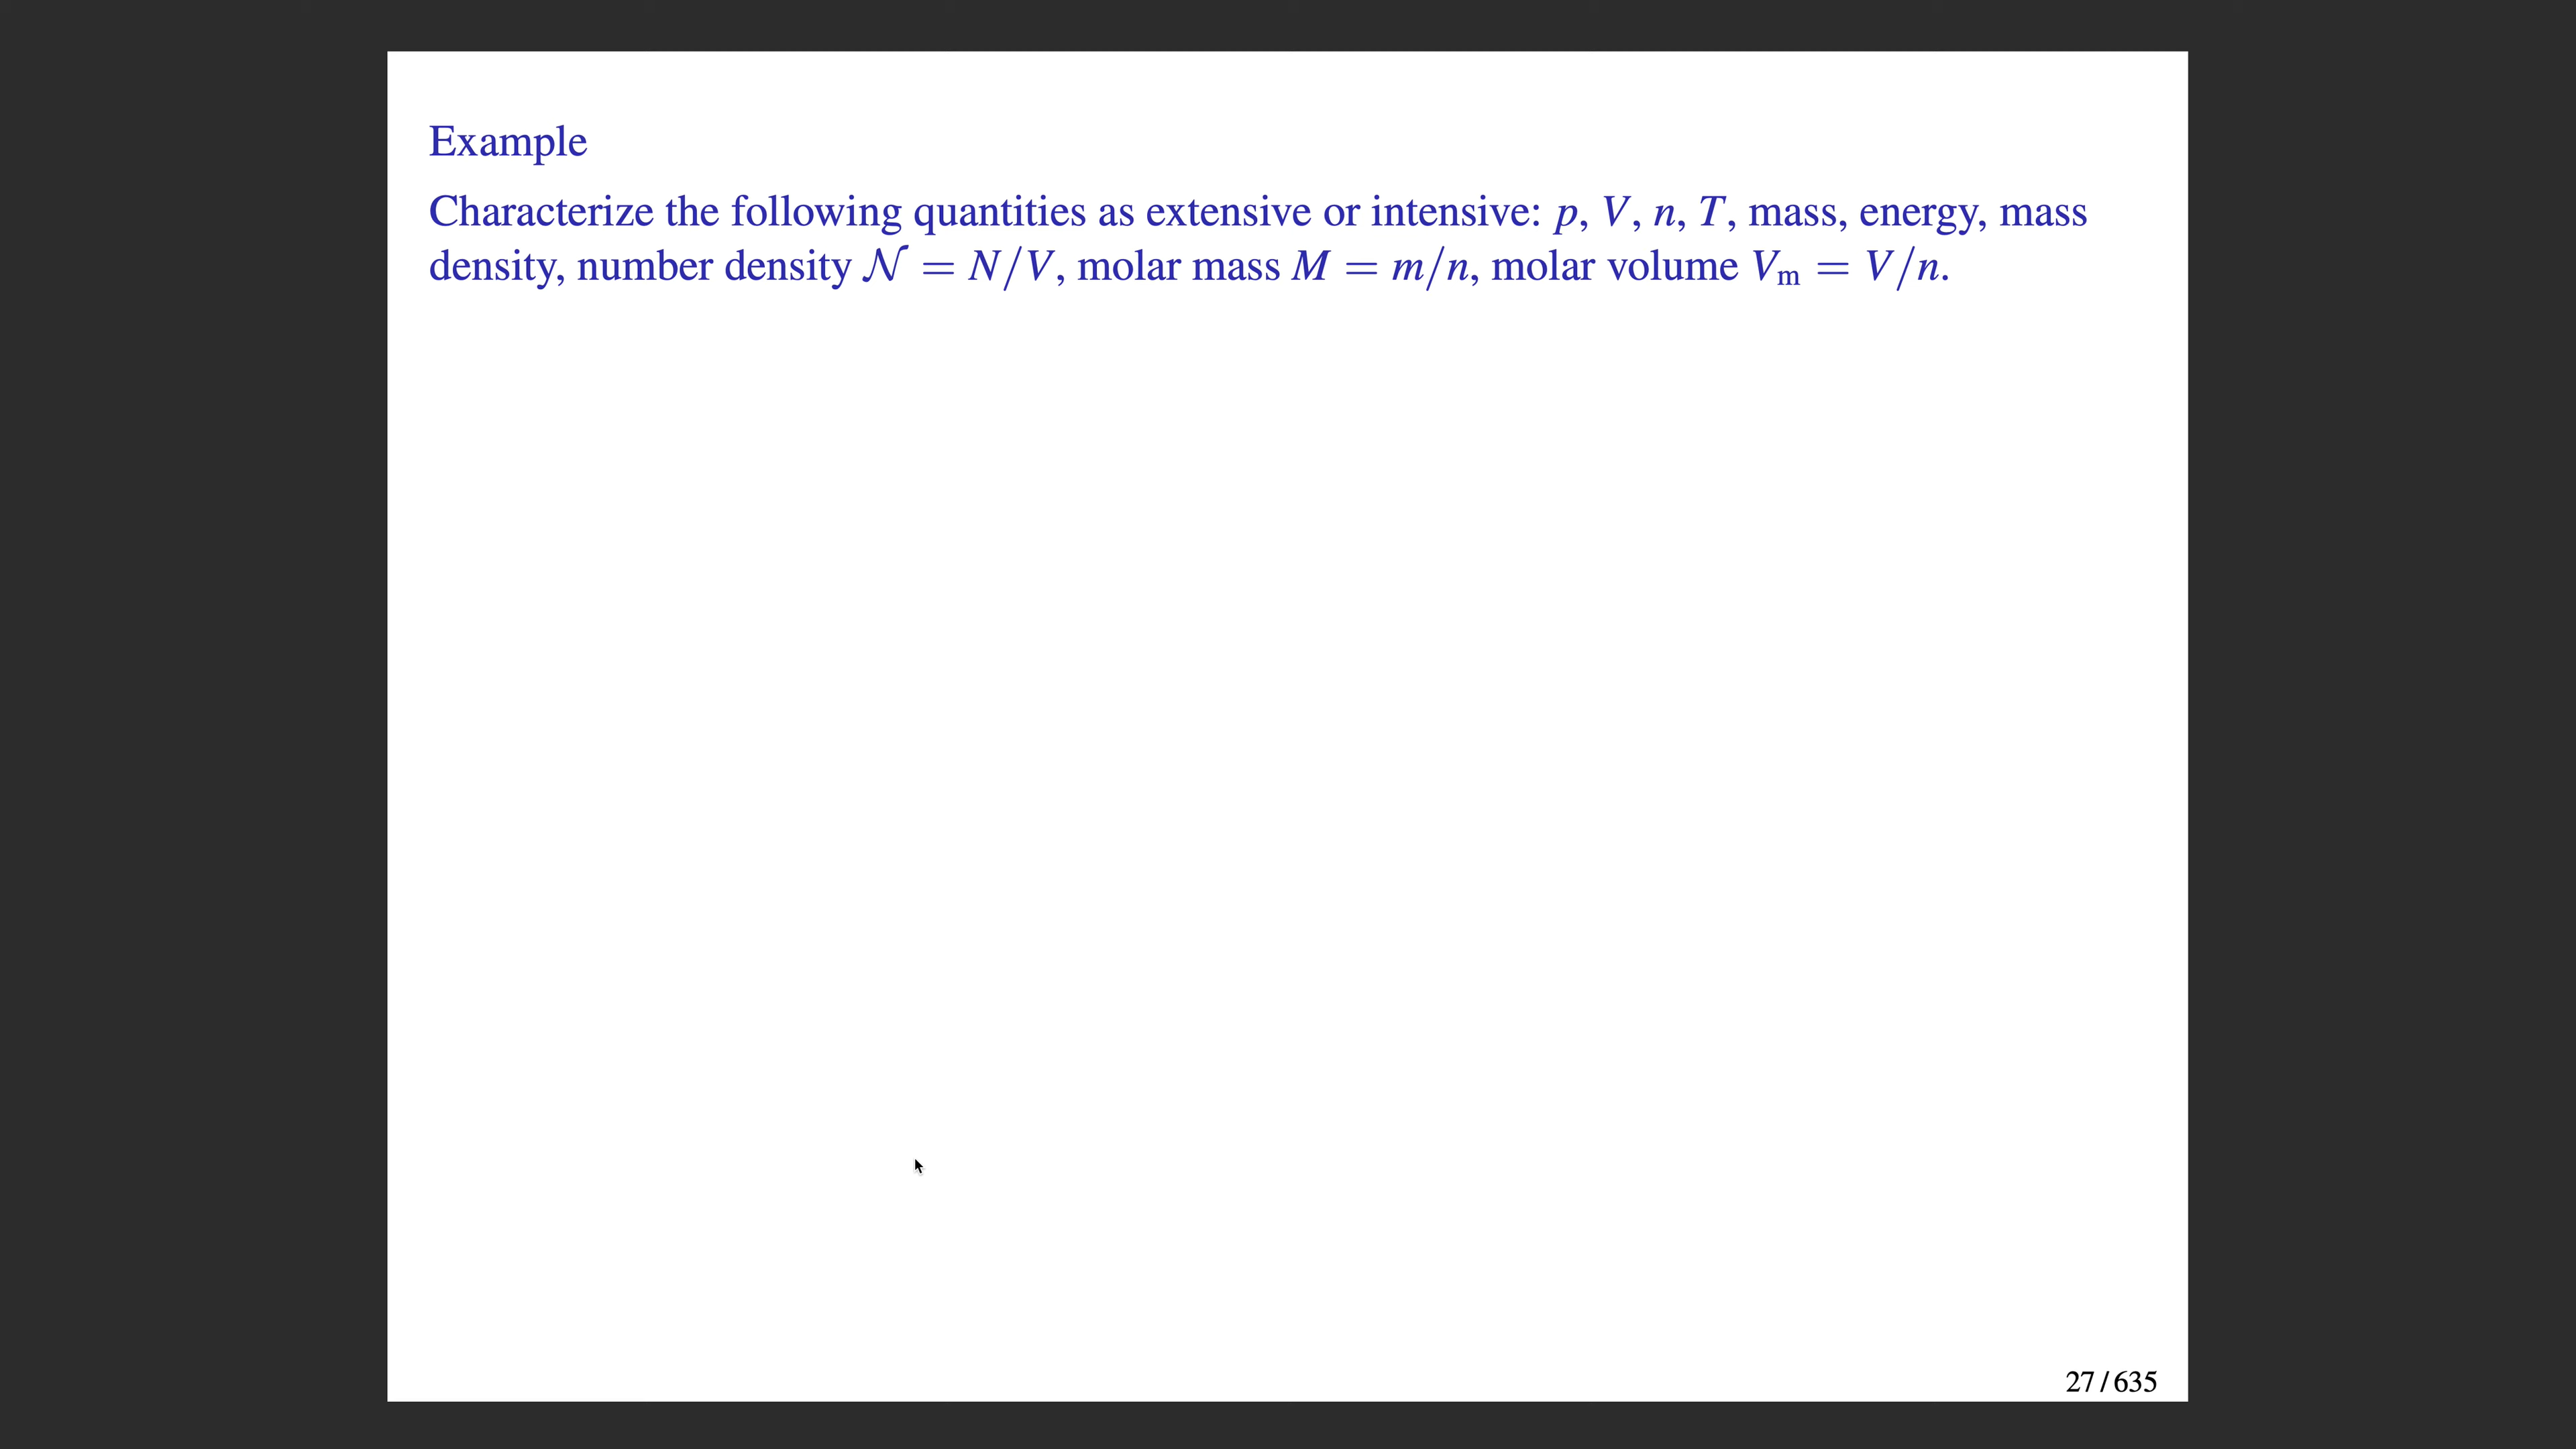 Example
Characterize the following quantities as extensive or intensive: p, V, n, T, mass, energy, mass
density, number density 𝒩 = N/V, molar mass M = m/n, molar volume Vₘ = V/n.
27/635